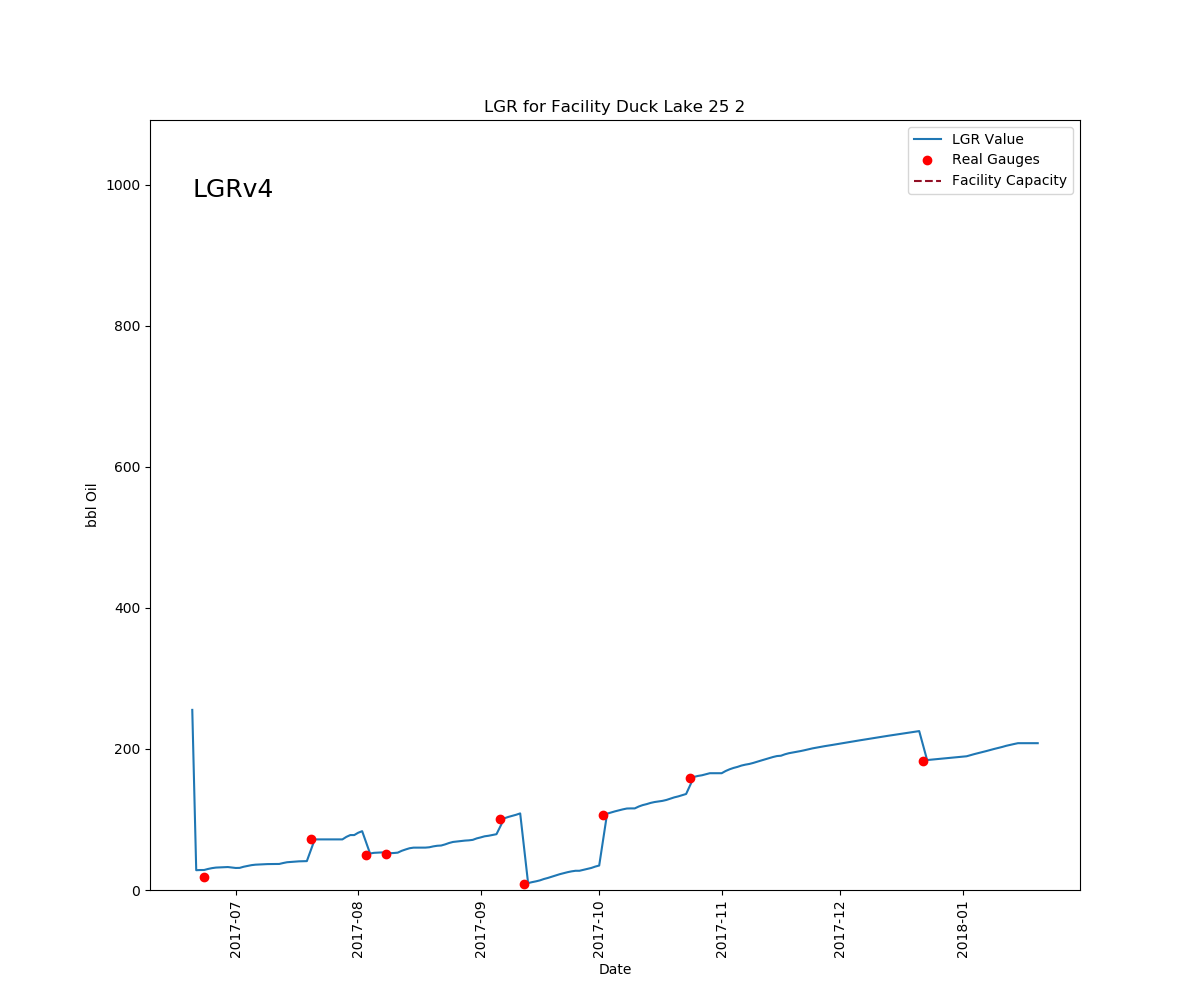 LGR for Facility Duck Lake 25 2
LGR Value
Real Gauges
Facility Capacity
LGRv4
1000
800
600
400
200
0
bbl Oil
2017-07
2017-08
2017-09
2017-10
2017-11
2017-12
2018-01
Date